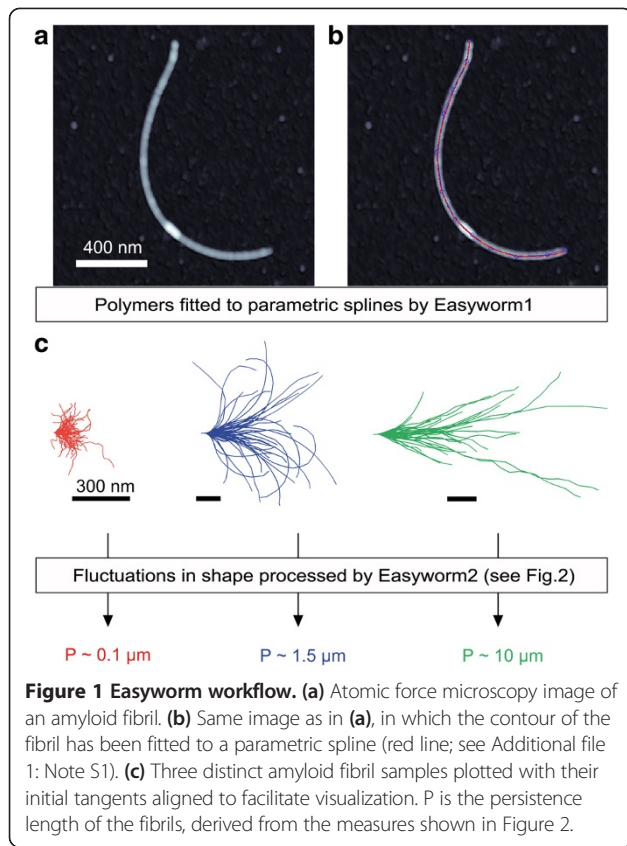 a
b
400 nm
Polymers fitted to parametric splines by Easyworm1
c
300 nm
Fluctuations in shape processed by Easyworm2 (see Fig.2)
P ~ 0.1 µm
P ~ 1.5 µm
P ~ 10 µm
Figure 1 Easyworm workflow. (a) Atomic force microscopy image of
an amyloid fibril. (b) Same image as in (a), in which the contour of the
fibril has been fitted to a parametric spline (red line; see Additional file
1: Note S1). (c) Three distinct amyloid fibril samples plotted with their
initial tangents aligned to facilitate visualization. P is the persistence
length of the fibrils, derived from the measures shown in Figure 2.